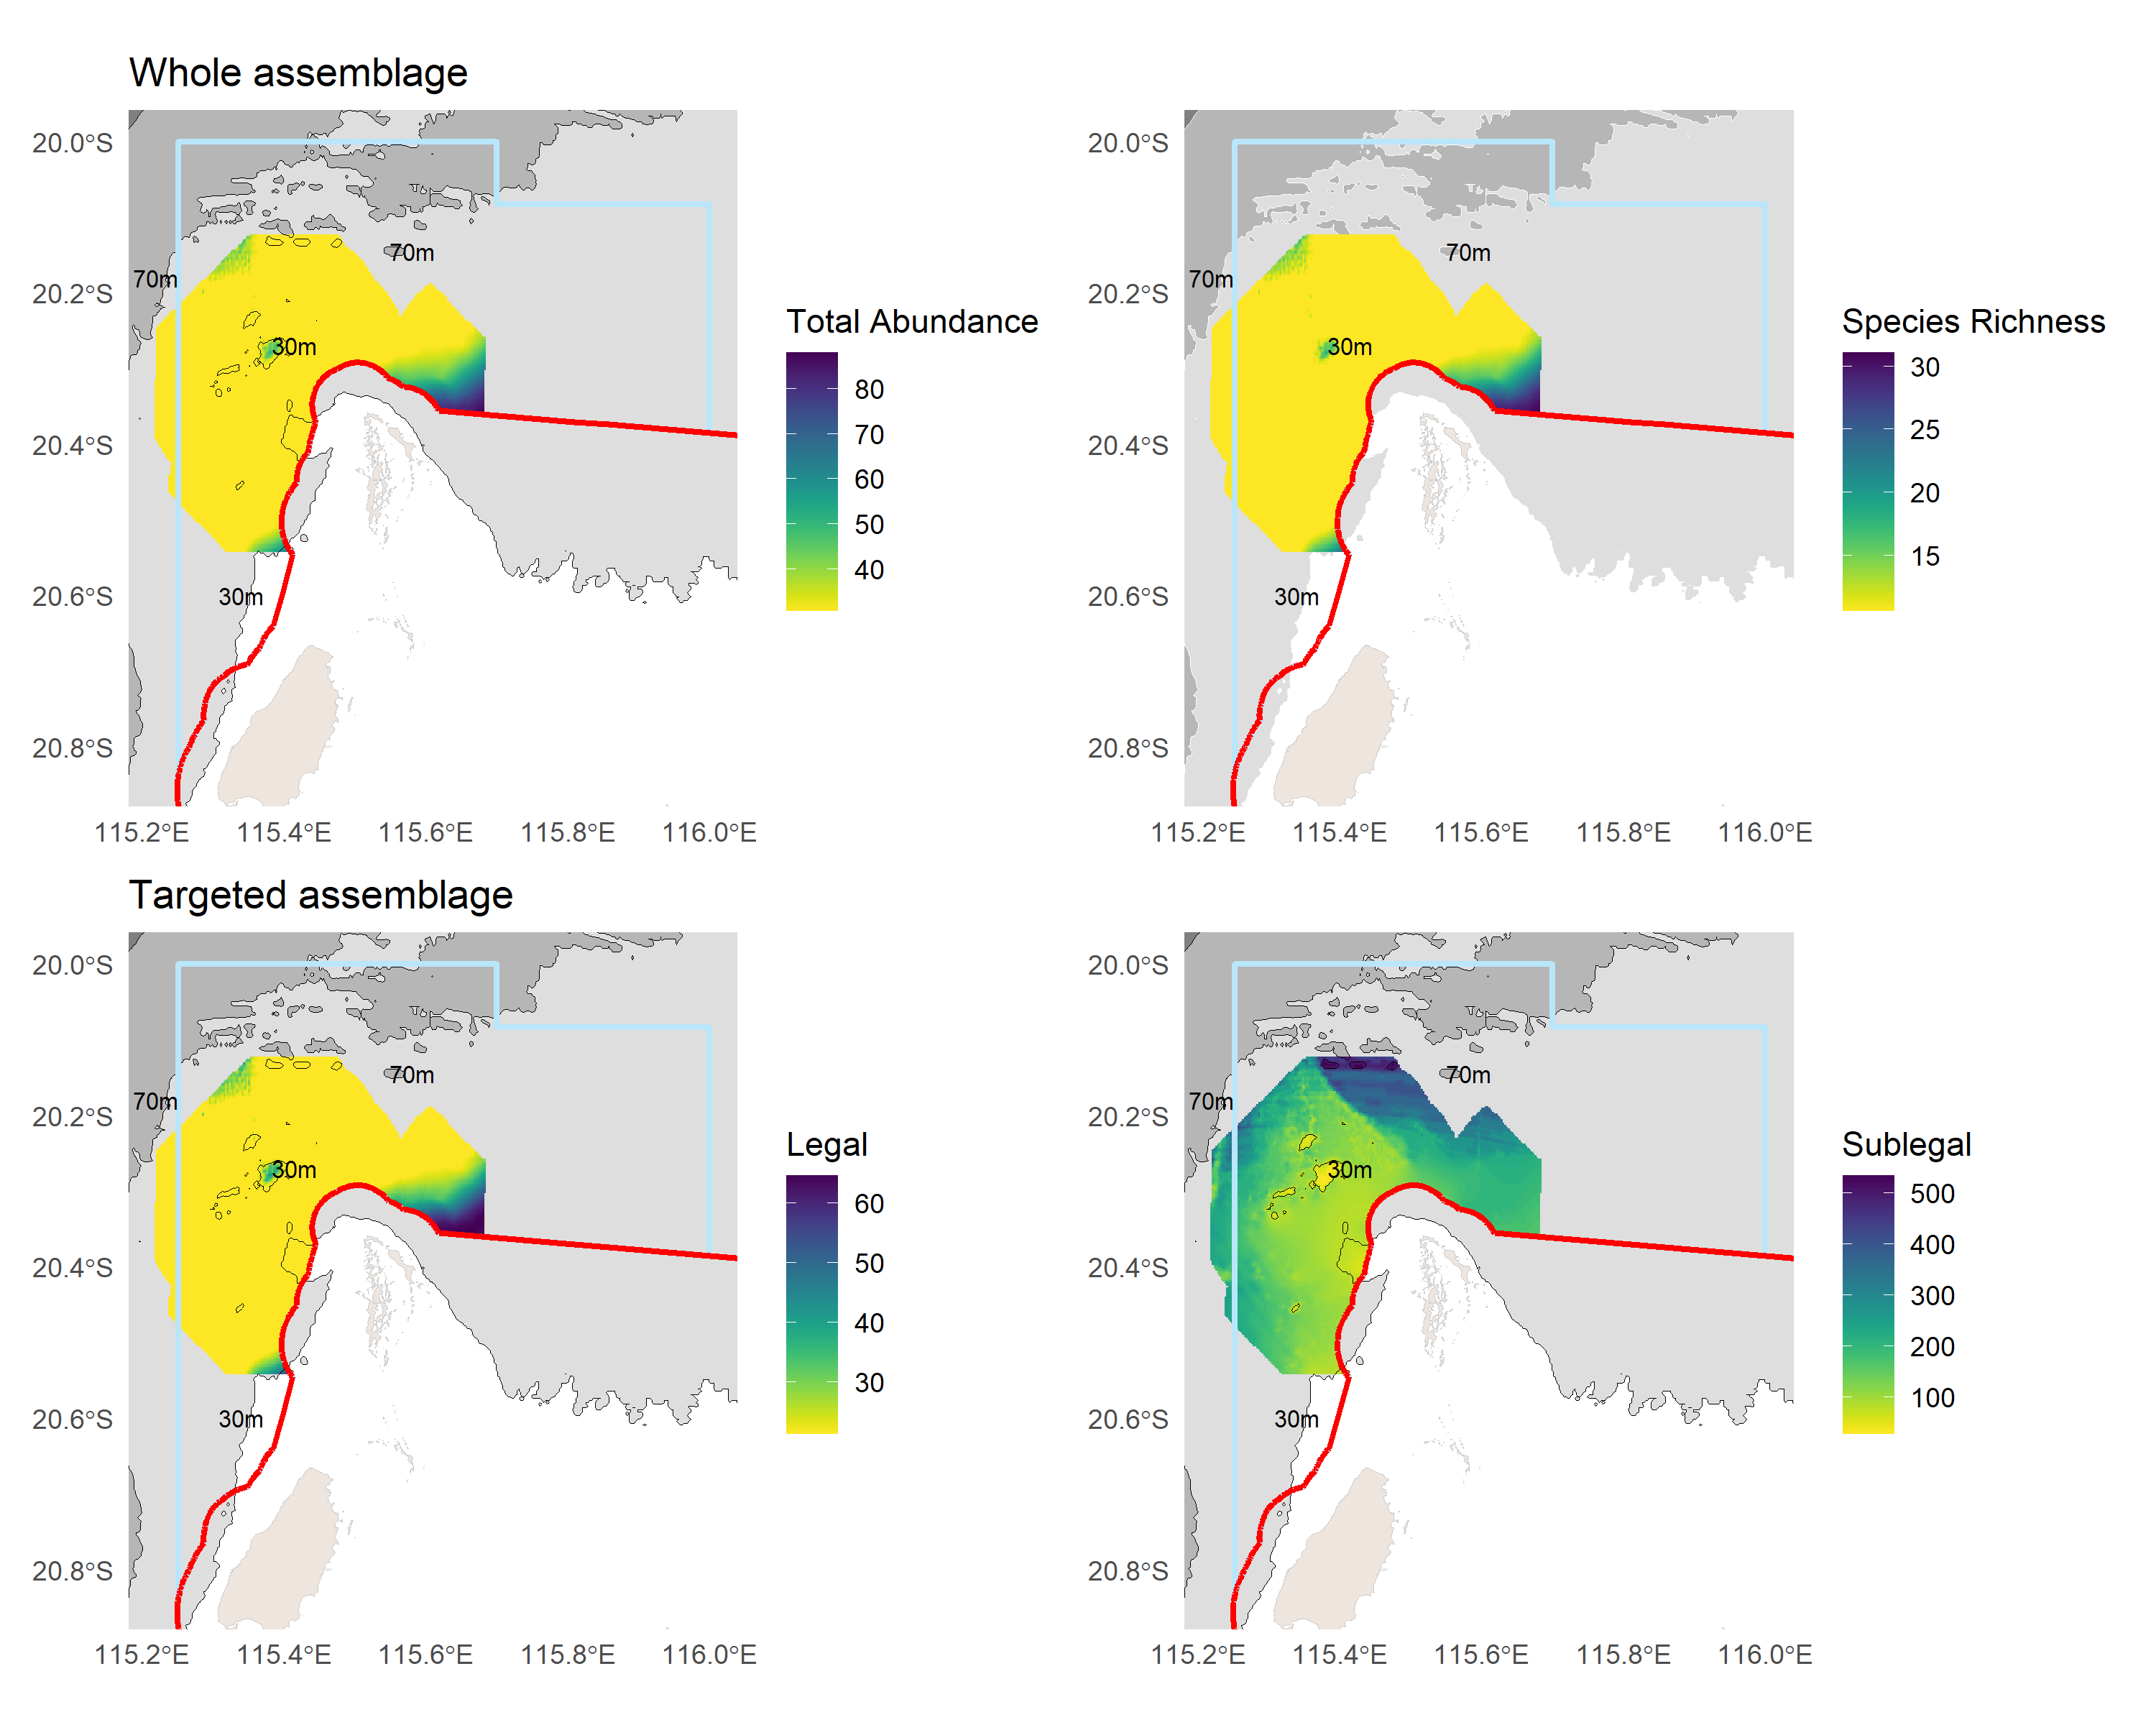 Whole assemblage
20.0°S
20.2°S
20.4°S
20.6°S
20.8°S
70m
70m
30m
30m
115.2°E 115.4°E 115.6°E 115.8°E 116.0°E
Total Abundance
80
70
60
50
40
20.0°S
20.2°S
20.4°S
20.6°S
20.8°S
70m
70m
30m
30m
115.2°E 115.4°E 115.6°E 115.8°E 116.0°E
Species Richness
30
25
20
15
Targeted assemblage
20.0°S
20.2°S
20.4°S
20.6°S
20.8°S
70m
70m
30m
30m
115.2°E 115.4°E 115.6°E 115.8°E 116.0°E
Legal
60
50
40
30
20.0°S
20.2°S
20.4°S
20.6°S
20.8°S
70m
70m
30m
30m
115.2°E 115.4°E 115.6°E 115.8°E 116.0°E
Sublegal
500
400
300
200
100